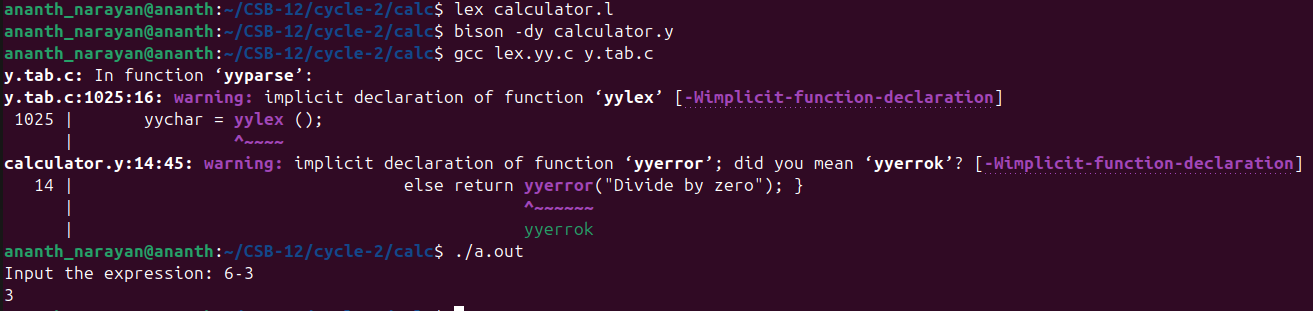 ananth_narayan@ananth:~/CSB-12/cycle-2/calc$ lex calculator.l
ananth_narayan@ananth:~/CSB-12/cycle-2/calc$ bison -dy calculator.y
ananth_narayan@ananth:~/CSB-12/cycle-2/calc$ gcc lex.yy.c y.tab.c
y.tab.c: In function ‘yyparse’:
y.tab.c:1025:16: warning: implicit declaration of function ‘yylex’ [-Wimplicit-function-declaration]
 1025 |       yychar = yylex ();
      |                ^~~~~
calculator.y:14:45: warning: implicit declaration of function ‘yyerror’; did you mean ‘yyerrok’? [-Wimplicit-function-declaration]
   14 |                                 else return yyerror("Divide by zero"); }
      |                                             ^~~~~~~
      |                                             yyerrok
ananth_narayan@ananth:~/CSB-12/cycle-2/calc$ ./a.out
Input the expression: 6-3
3